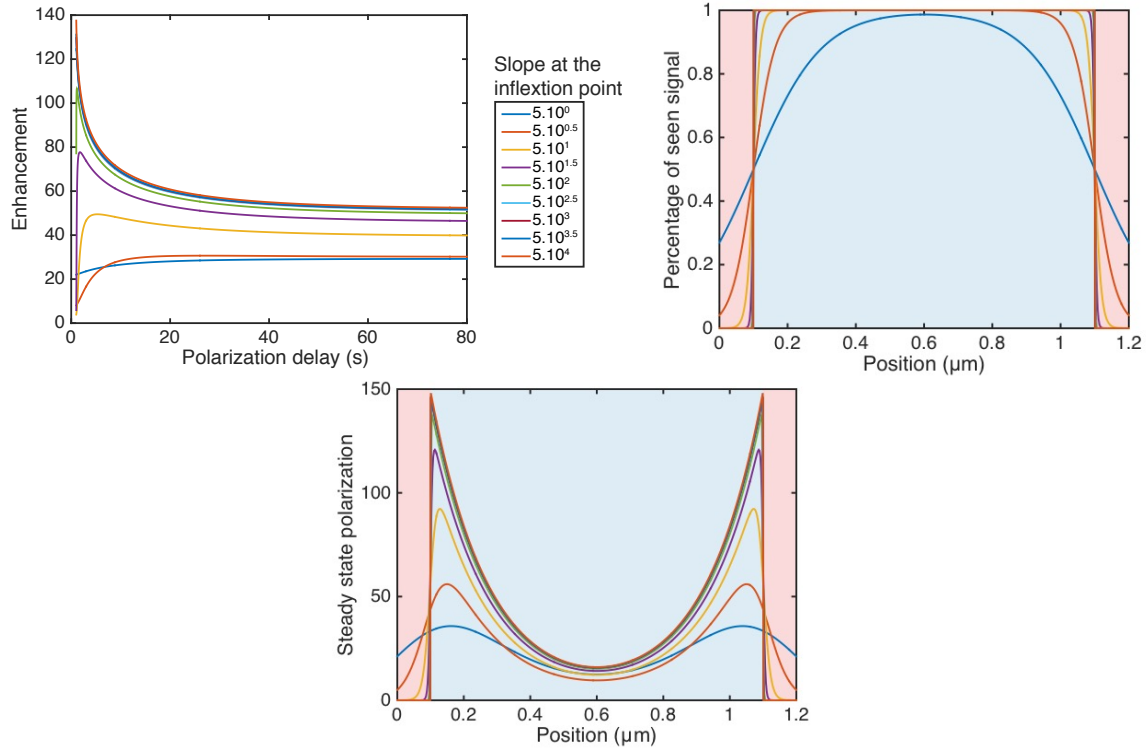 140
120
100
80
60
40
20
0
0 20 40 60 80
Enhancement
Polarization delay (s)
Slope at the
inflextion point
5.10⁰
5.10⁰·⁵
5.10¹
5.10¹·⁵
5.10²
5.10²·⁵
5.10³
5.10³·⁵
5.10⁴
1
0.8
0.6
0.4
0.2
0
0 0.2 0.4 0.6 0.8 1 1.2
Percentage of seen signal
Position (µm)
150
100
50
0
0 0.2 0.4 0.6 0.8 1 1.2
Steady state polarization
Position (µm)